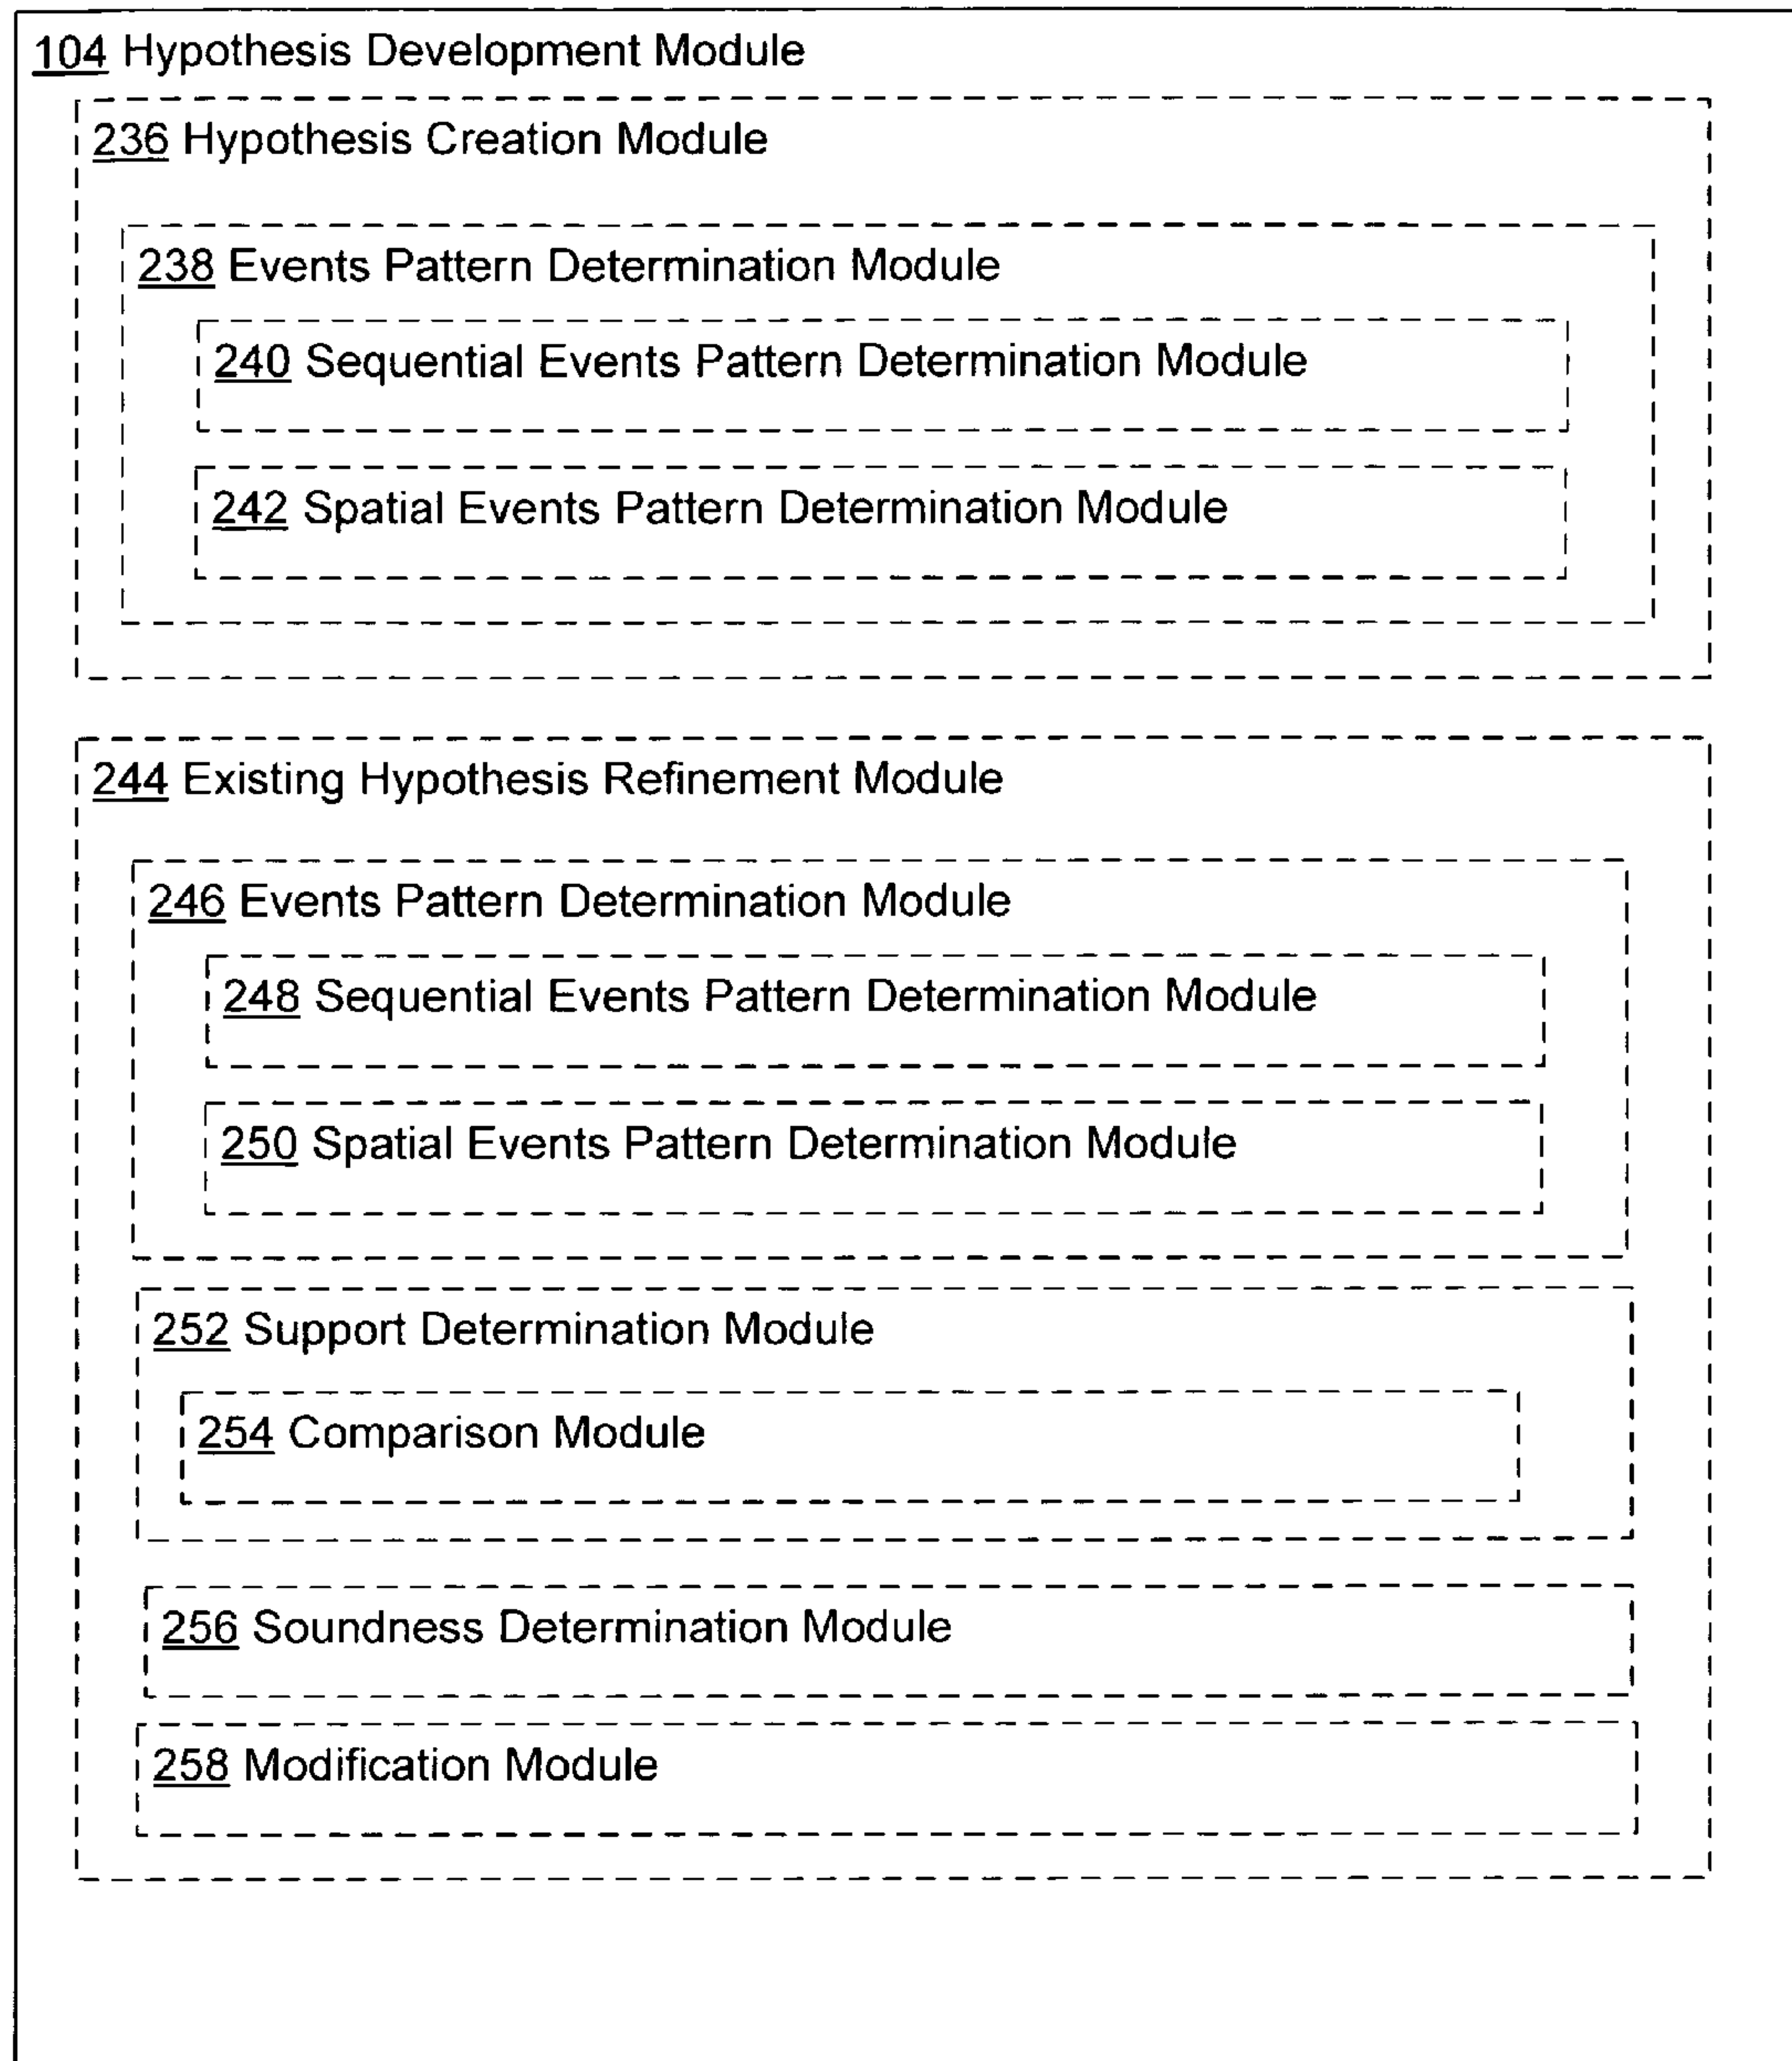 104 Hypothesis Development Module
236 Hypothesis Creation Module
238 Events Pattern Determination Module
240 Sequential Events Pattern Determination Module
242 Spatial Events Pattern Determination Module
244 Existing Hypothesis Refinement Module
246 Events Pattern Determination Module
248 Sequential Events Pattern Determination Module
250 Spatial Events Pattern Determination Module
252 Support Determination Module
254 Comparison Module
256 Soundness Determination Module
258 Modification Module